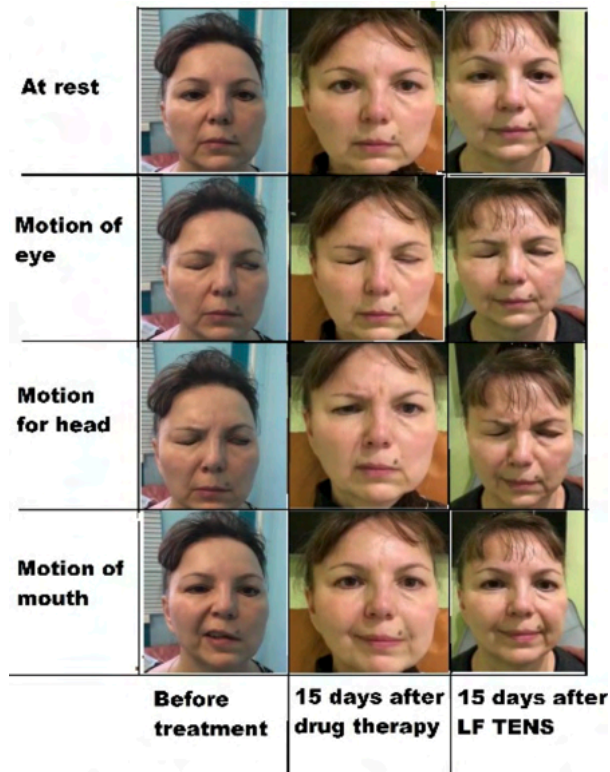 At rest
Motion of
eye
Motion
for head
Motion of
mouth
Before
treatment
15 days after
drug therapy
15 days after
LF TENS